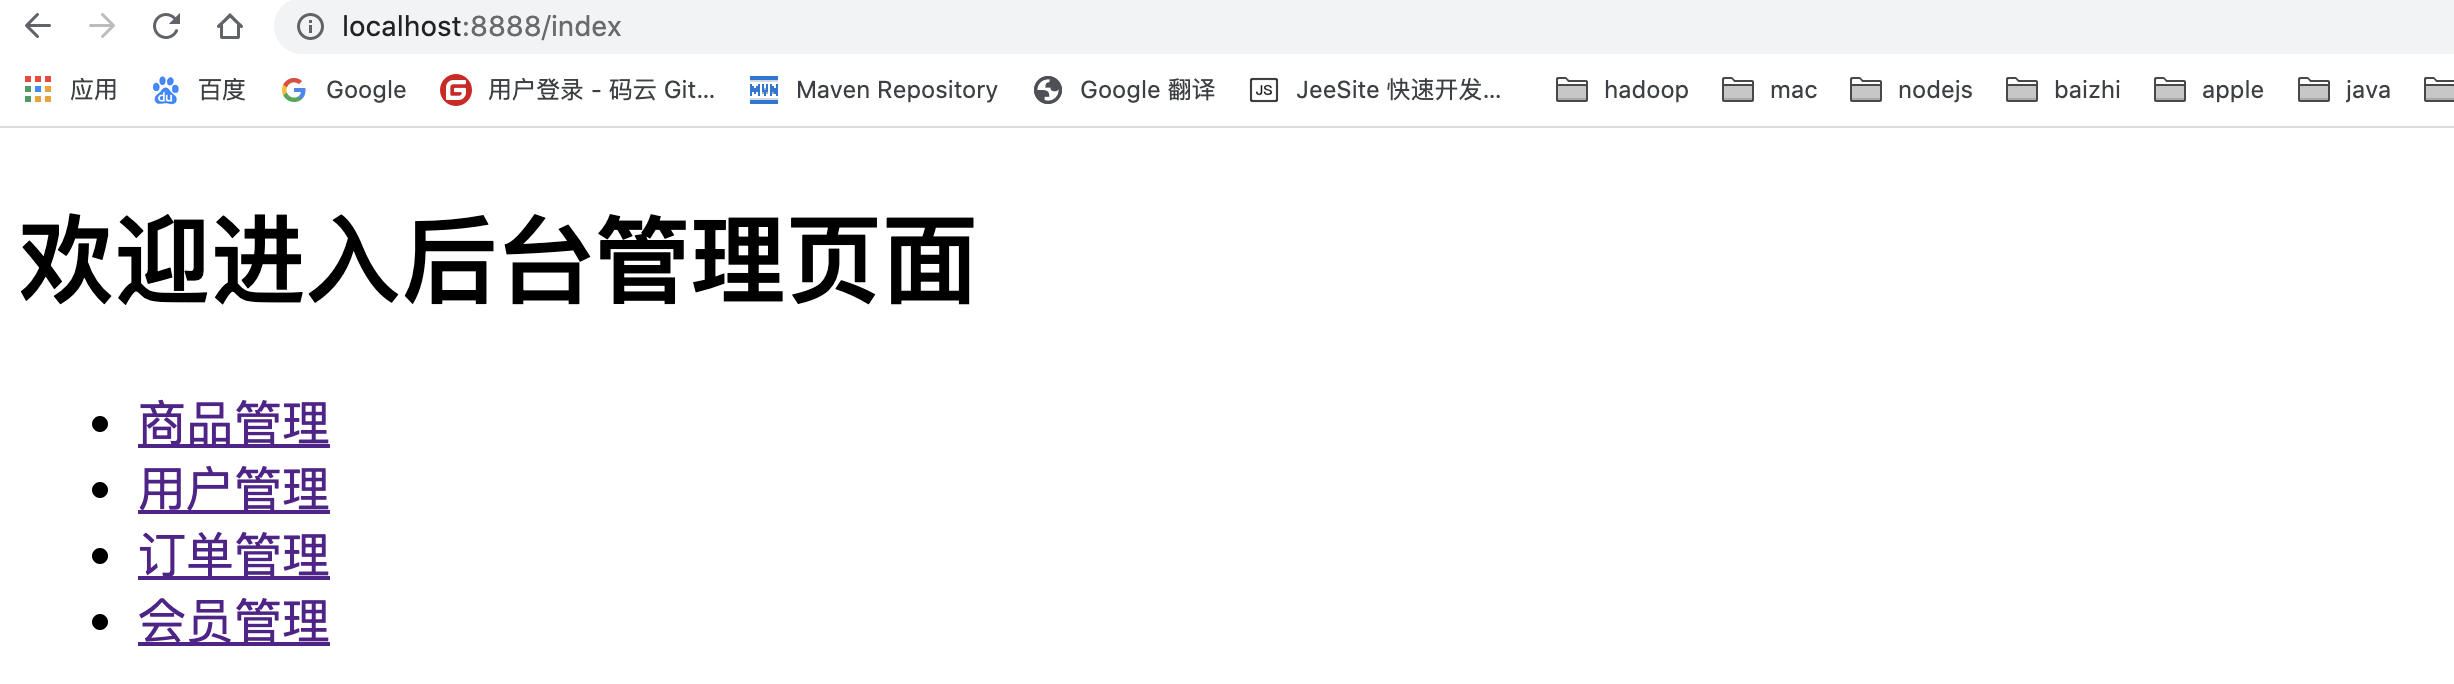 localhost:8888/index
应用 百度 Google 用户登录 - 码云 Git... Maven Repository Google 翻译 JS JeeSite 快速开发... hadoop mac nodejs baizhi apple java
欢迎进入后台管理页面
商品管理
用户管理
订单管理
会员管理